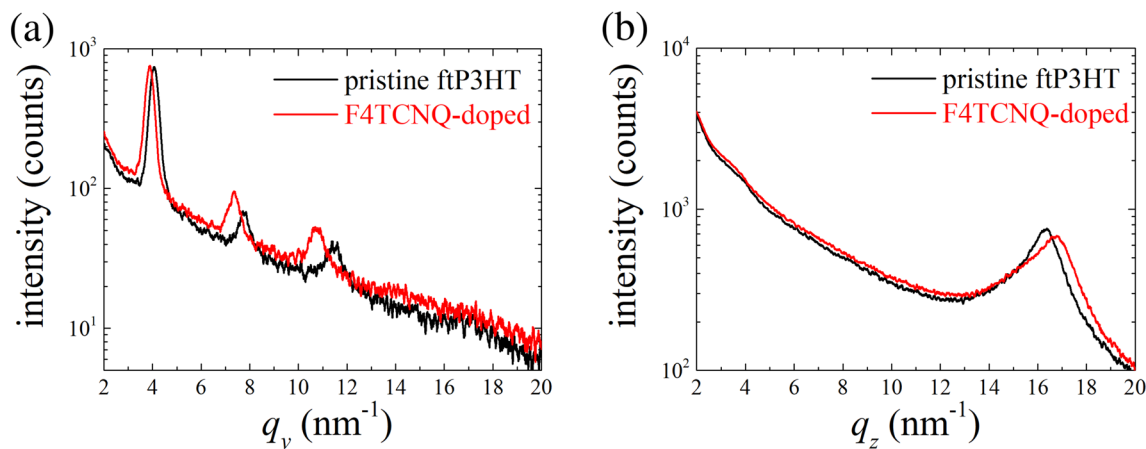 (a)
10³
10²
10¹
intensity (counts)
pristine ftP3HT
F4TCNQ-doped
2 4 6 8 10 12 14 16 18 20
q_y (nm⁻¹)
(b)
10⁴
10³
10²
intensity (counts)
pristine ftP3HT
F4TCNQ-doped
2 4 6 8 10 12 14 16 18 20
q_z (nm⁻¹)